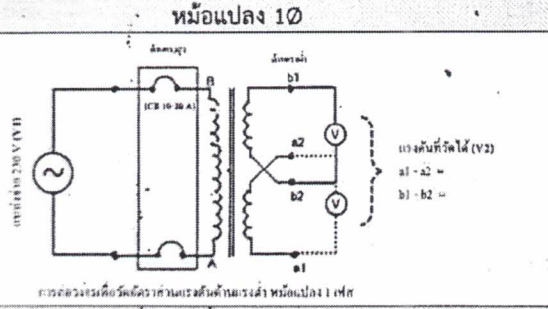 หม้อแปลง 1Ø
ด้านแรงสูง
ด้านแรงต่ำ
B
b1
(CB 10-20 A)
V
แหล่งจ่าย 230 V (V1)
a2
b2
V
แรงดันที่วัดได้ (V2)
a1 - a2 =
b1 - b2 =
A
a1
การต่อวงจรเพื่อวัดอัตราส่วนแรงดันด้านแรงต่ำ หม้อแปลง 1 เฟส